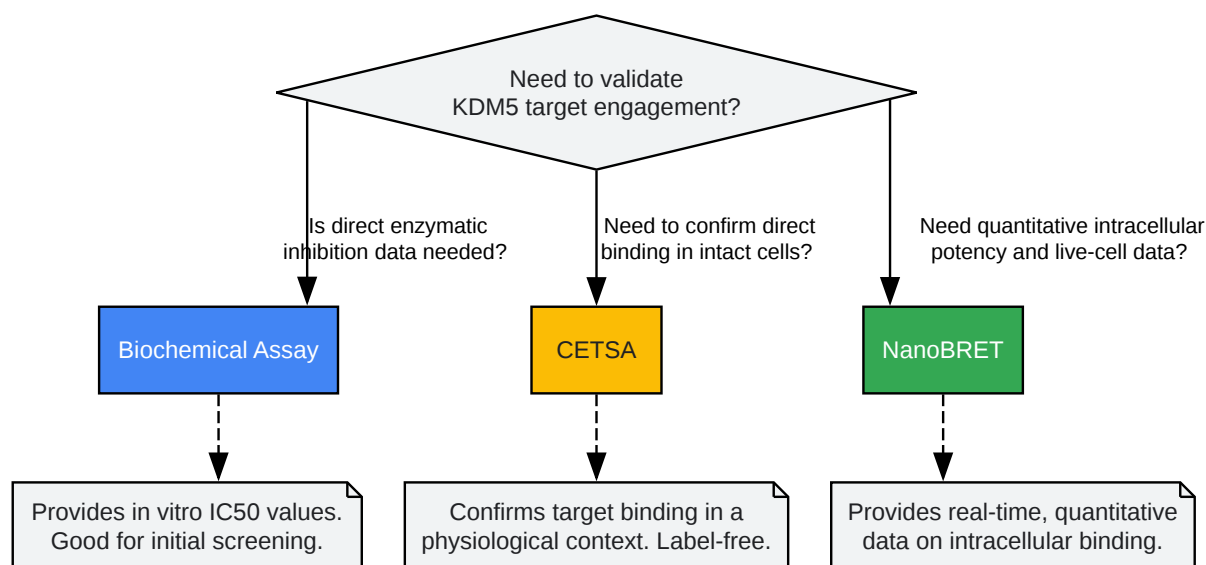 Need to validate
KDM5 target engagement?
Is direct enzymatic
inhibition data needed?
Need to confirm direct
binding in intact cells?
Need quantitative intracellular
potency and live-cell data?
Biochemical Assay
CETSA
NanoBRET
Provides in vitro IC50 values.
Good for initial screening.
Confirms target binding in a
physiological context. Label-free.
Provides real-time, quantitative
data on intracellular binding.